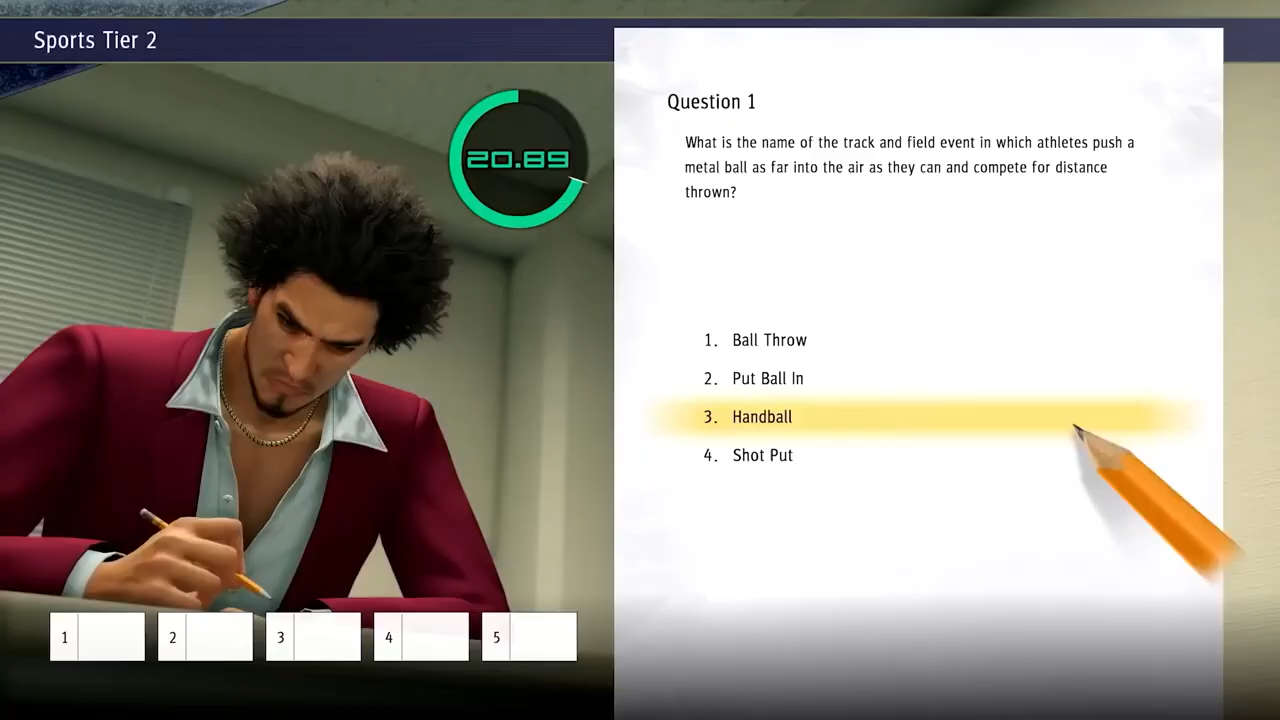 Sports Tier 2
20.89
Question 1
What is the name of the track and field event in which athletes push a
metal ball as far into the air as they can and compete for distance
thrown?
1. Ball Throw
2. Put Ball In
3. Handball
4. Shot Put
1 2 3 4 5